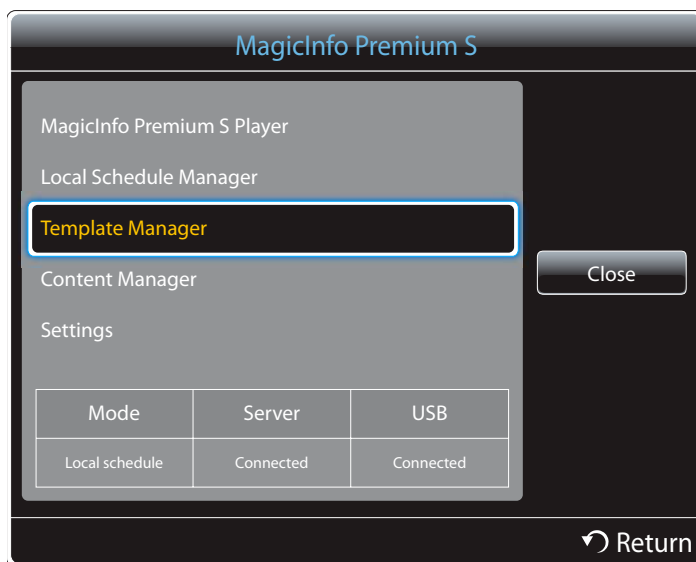 MagicInfo Premium S
MagicInfo Premium S Player
Local Schedule Manager
Template Manager
Content Manager
Settings
Close
Mode Server USB
Local schedule Connected Connected
Return